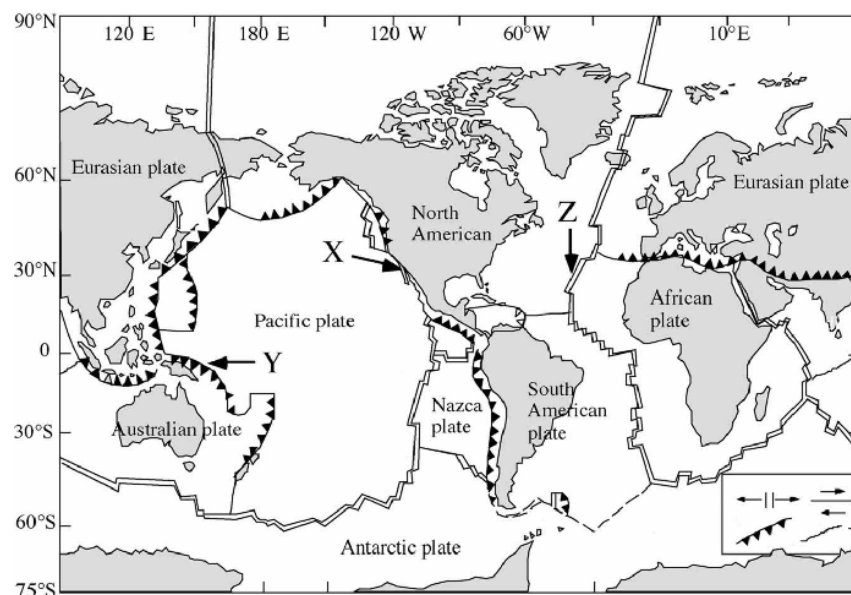 90°N
120 E 180 E 120 W 60°W 10°E
60°N
Eurasian plate
North
American
Eurasian plate
Z
X
30°N
African
plate
Pacific plate
0
Y
Nazca
plate
South
American
plate
Australian plate
30°S
60°S
Antarctic plate
75°S